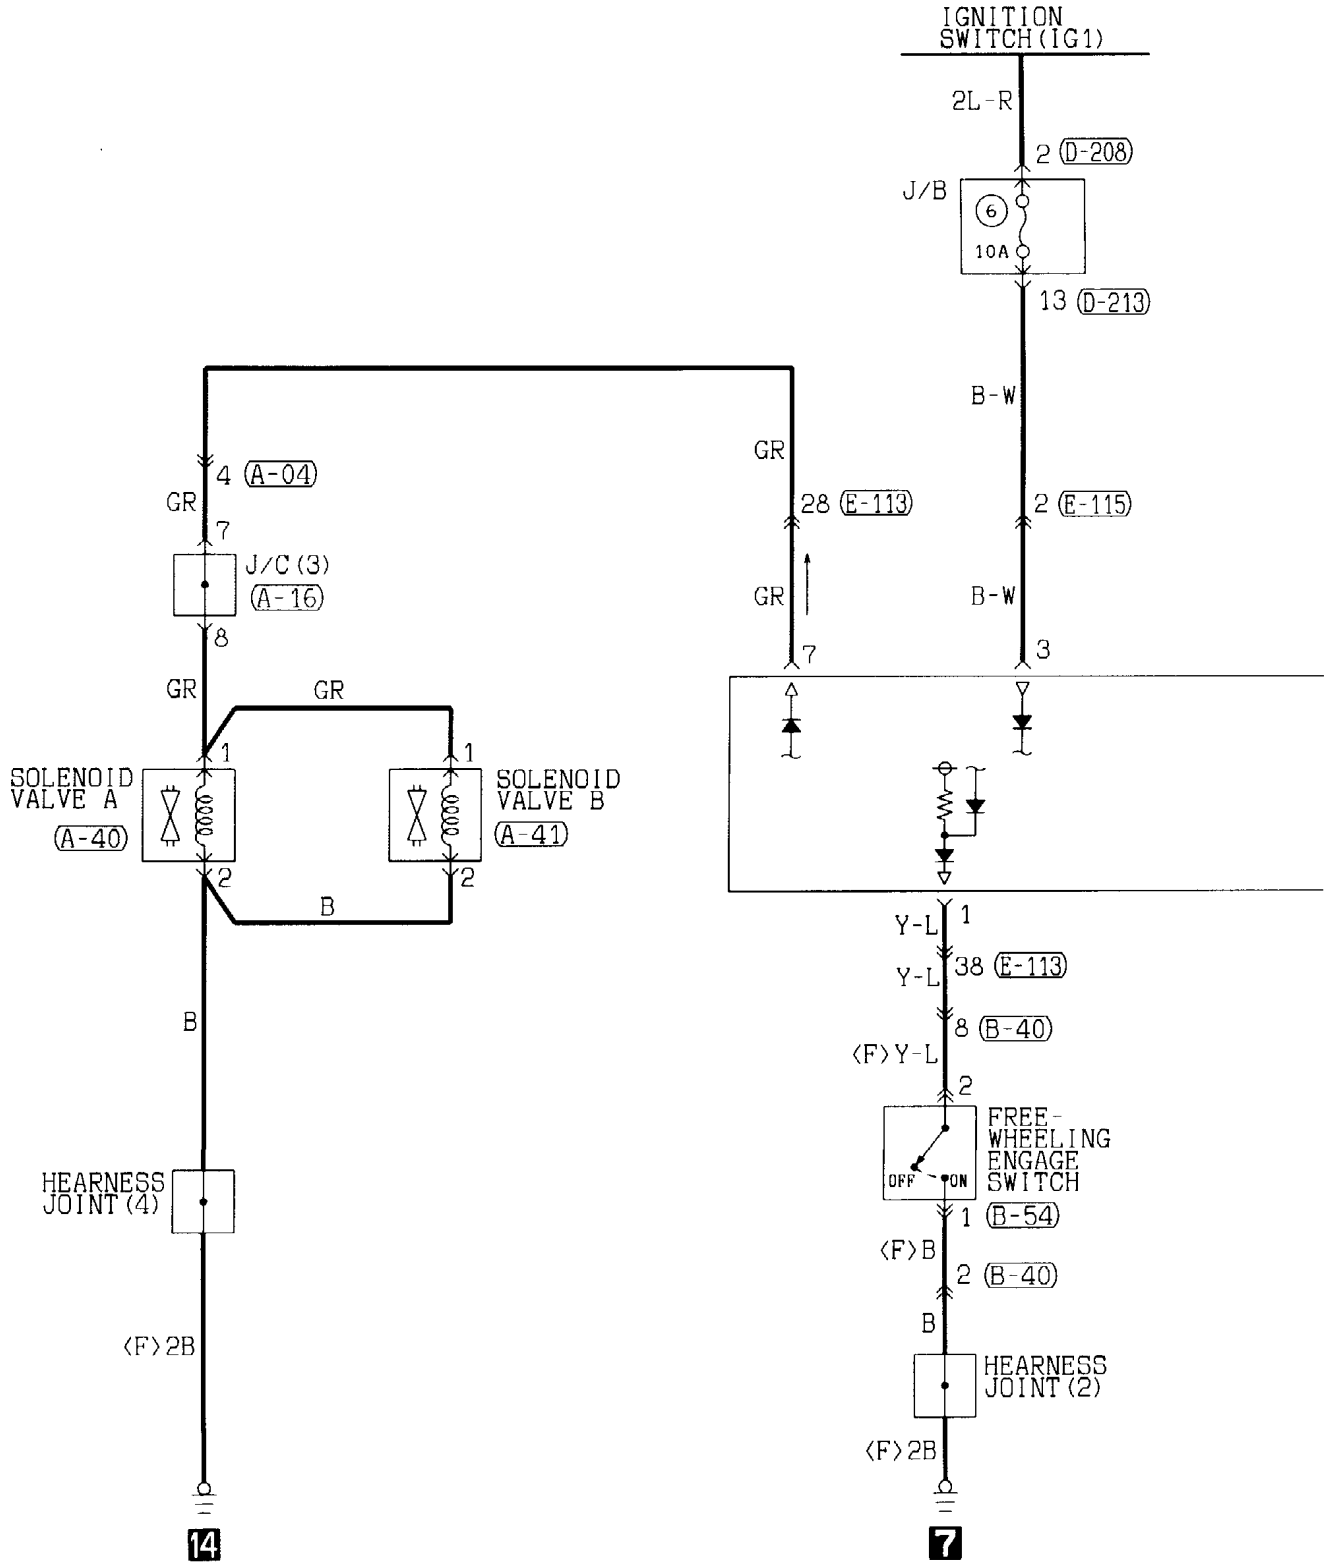 IGNITION
SWITCH(IG1)
2L-R
2 (D-208)
J/B
6
10A
13 (D-213)
B-W
GR
4 (A-04)
28 (E-113)
2 (E-115)
GR
7
J/C(3)
(A-16)
GR
B-W
8
7
3
GR
GR
1
1
SOLENOID
VALVE A
(A-40)
SOLENOID
VALVE B
(A-41)
2
2
B
1
Y-L
38 (E-113)
Y-L
B
8 (B-40)
<F>Y-L
2
FREE-
WHEELING
ENGAGE
SWITCH
OFF
ON
HEARNESS
JOINT(4)
1 (B-54)
<F>B
2 (B-40)
B
<F>2B
HEARNESS
JOINT(2)
<F>2B
14
7